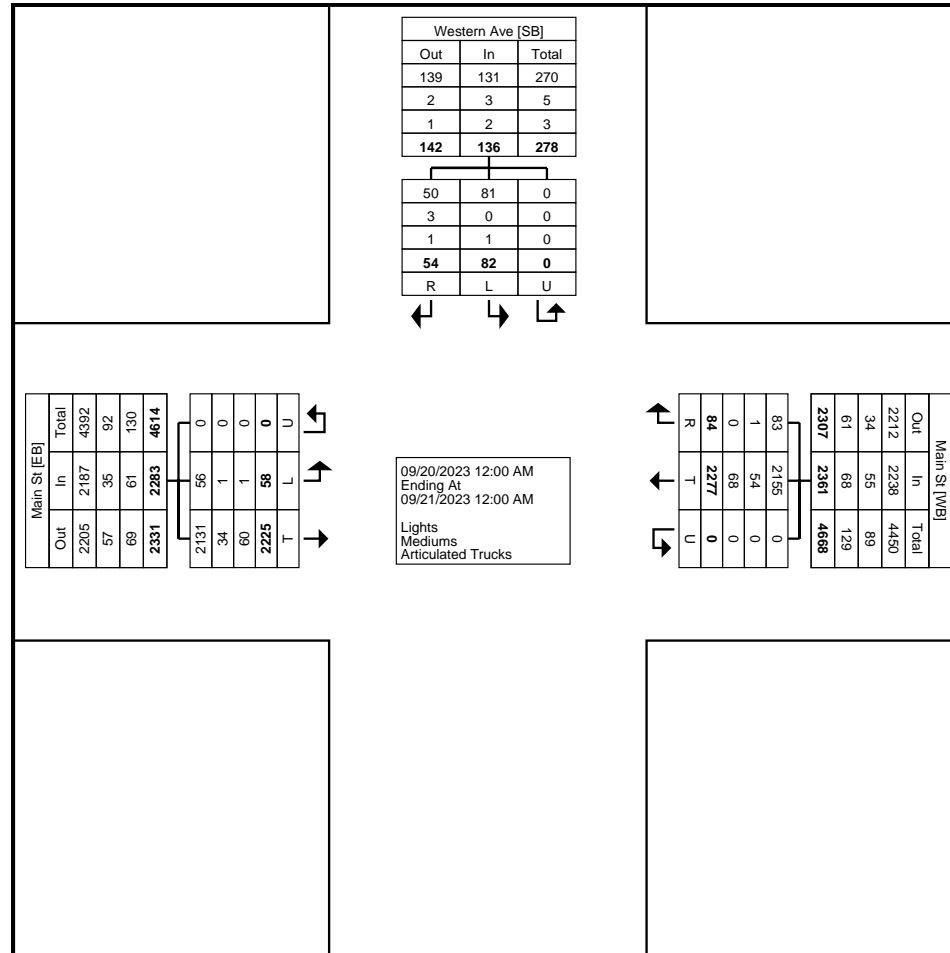 Western Ave [SB]
Out In Total
139 131 270
2 3 5
1 2 3
142 136 278
50 81 0
3 0 0
1 1 0
54 82 0
R L U
Main St [EB]
Total In Out
4392 2187 2205
92 35 57
130 61 69
4614 2283 2331
0 56 2131
0 1 34
0 1 60
0 58 2225
U L T
09/20/2023 12:00 AM
Ending At
09/21/2023 12:00 AM
Lights
Mediums
Articulated Trucks
Main St [WB]
Out In Total
2212 2238 4450
34 55 89
61 68 129
2307 2361 4668
83 2155 0
1 54 0
0 68 0
84 2277 0
R T U